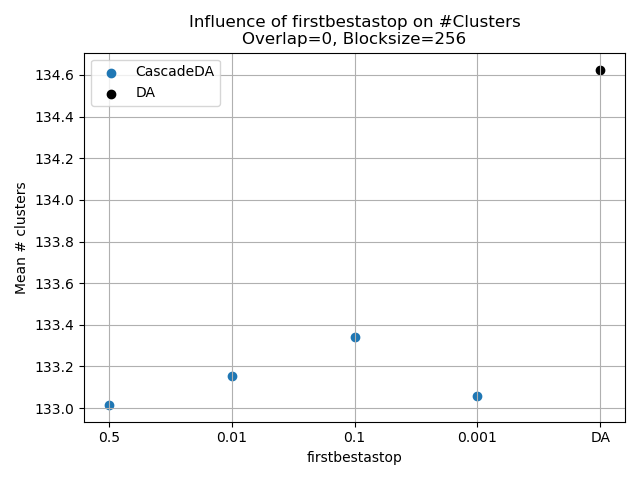 Influence of firstbestastop on #Clusters
Overlap=0, Blocksize=256
CascadeDA
DA
134.6
134.4
134.2
134.0
133.8
133.6
133.4
133.2
133.0
Mean # clusters
0.5
0.01
0.1
0.001
DA
firstbestastop